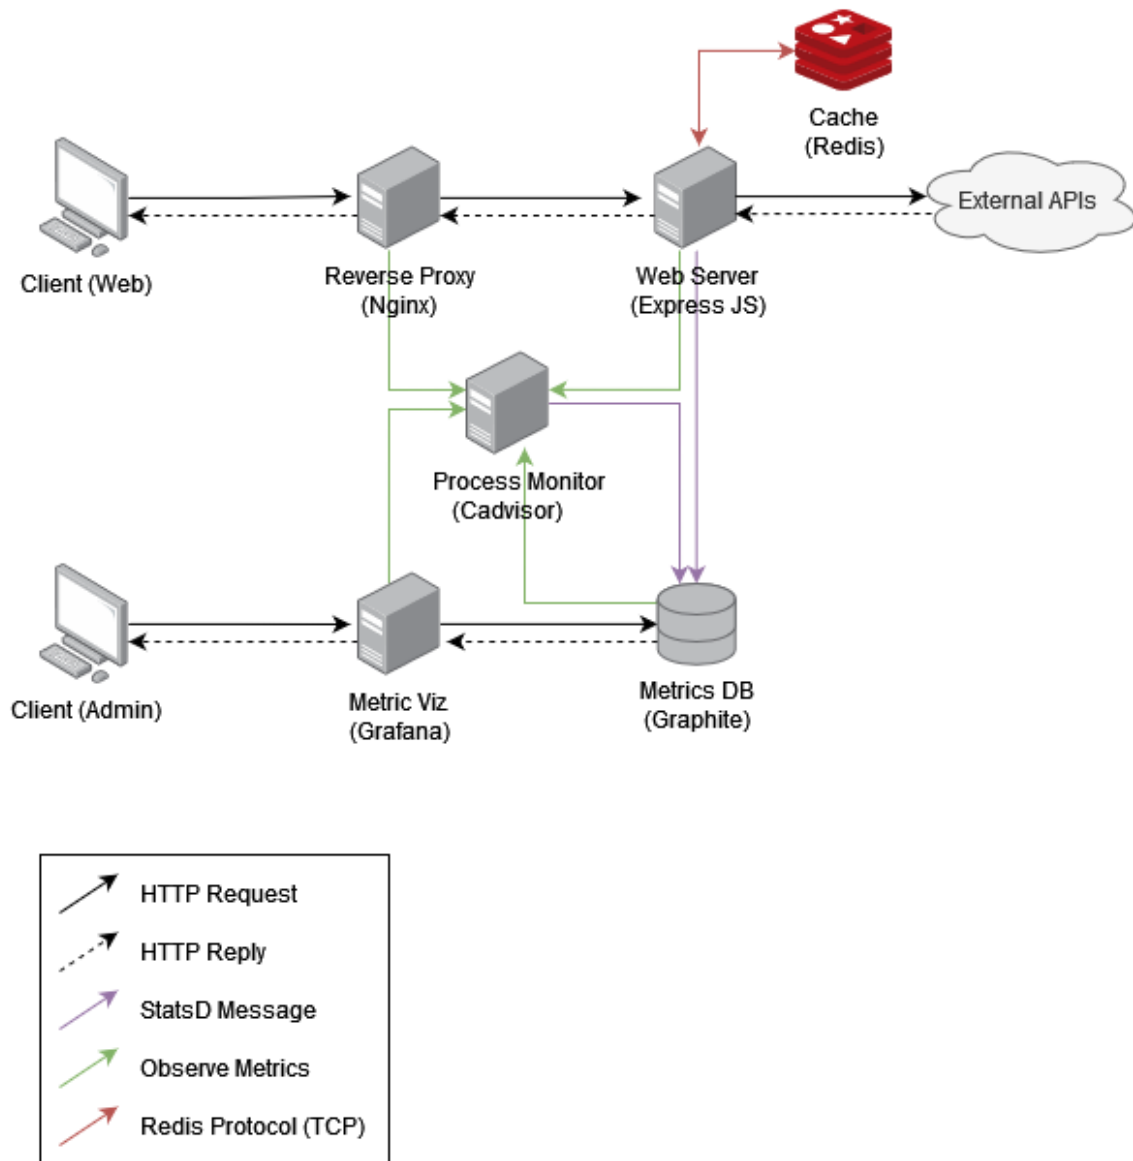 Cache
(Redis)
External APIs
Client (Web)
Reverse Proxy
(Nginx)
Web Server
(Express JS)
Process Monitor
(Cadvisor)
Client (Admin)
Metric Viz
(Grafana)
Metrics DB
(Graphite)
HTTP Request
HTTP Reply
StatsD Message
Observe Metrics
Redis Protocol (TCP)